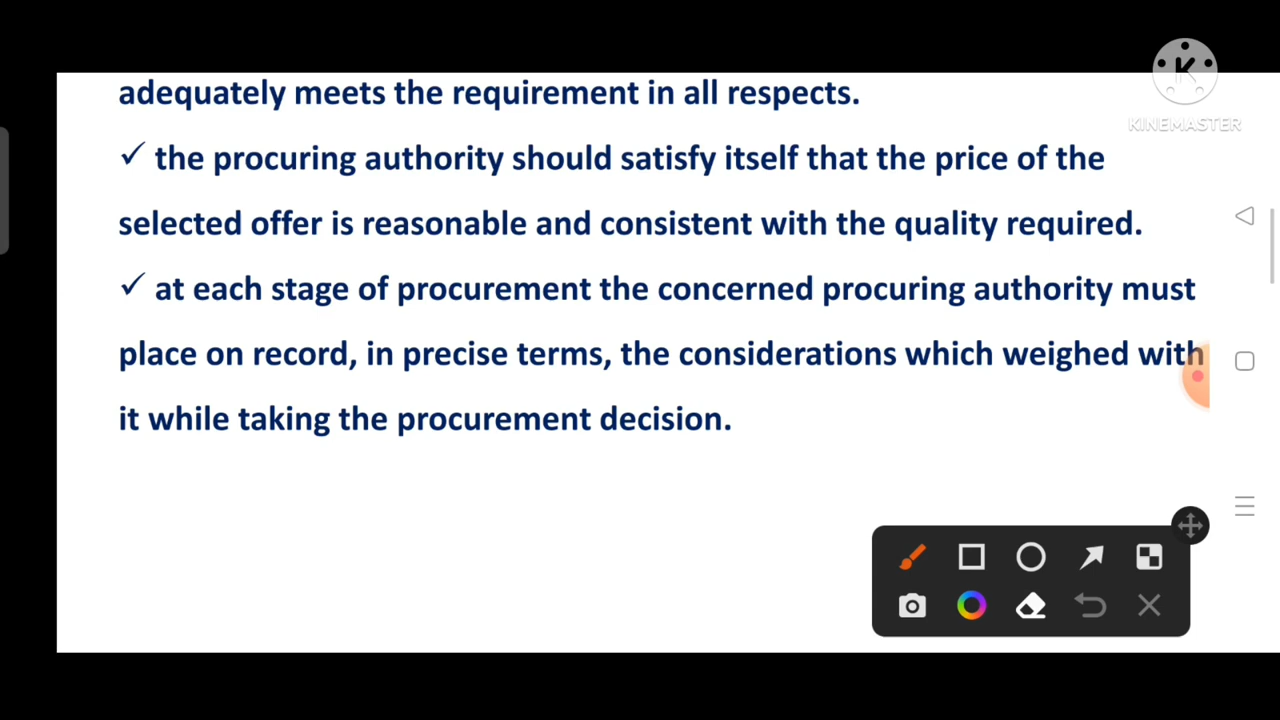 adequately meets the requirement in all respects.
✓ the procuring authority should satisfy itself that the price of the
selected offer is reasonable and consistent with the quality required.
✓ at each stage of procurement the concerned procuring authority must
place on record, in precise terms, the considerations which weighed with
it while taking the procurement decision.
K
KINEMASTER